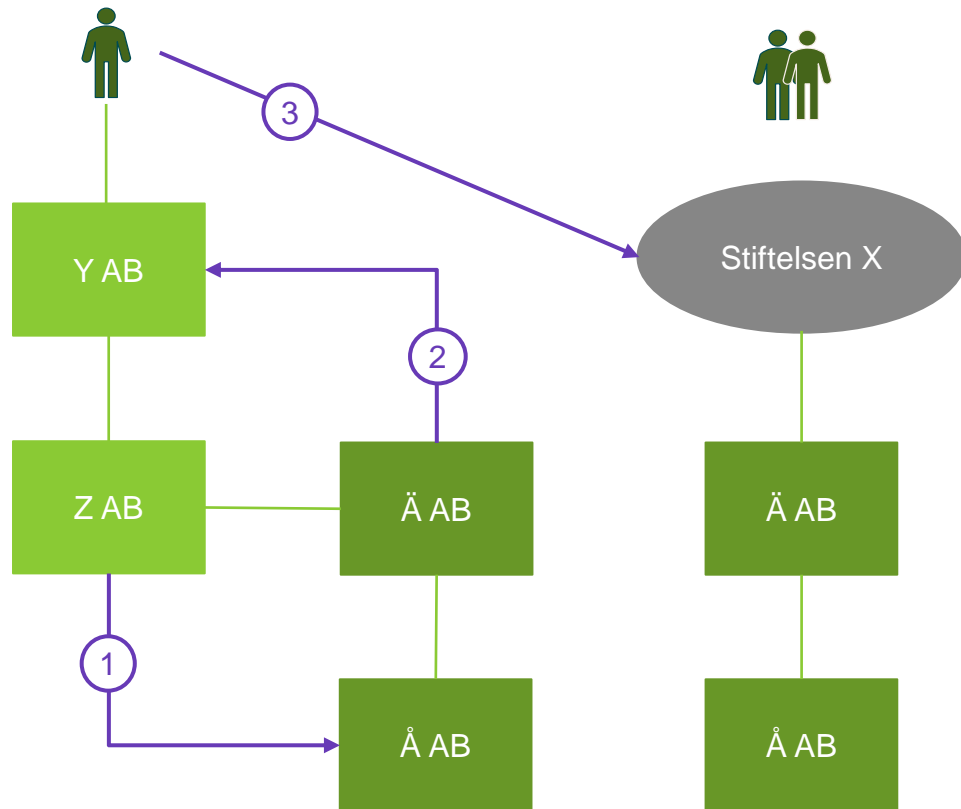 3
Y AB
Stiftelsen X
2
Z AB
Ä AB
Ä AB
1
Å AB
Å AB